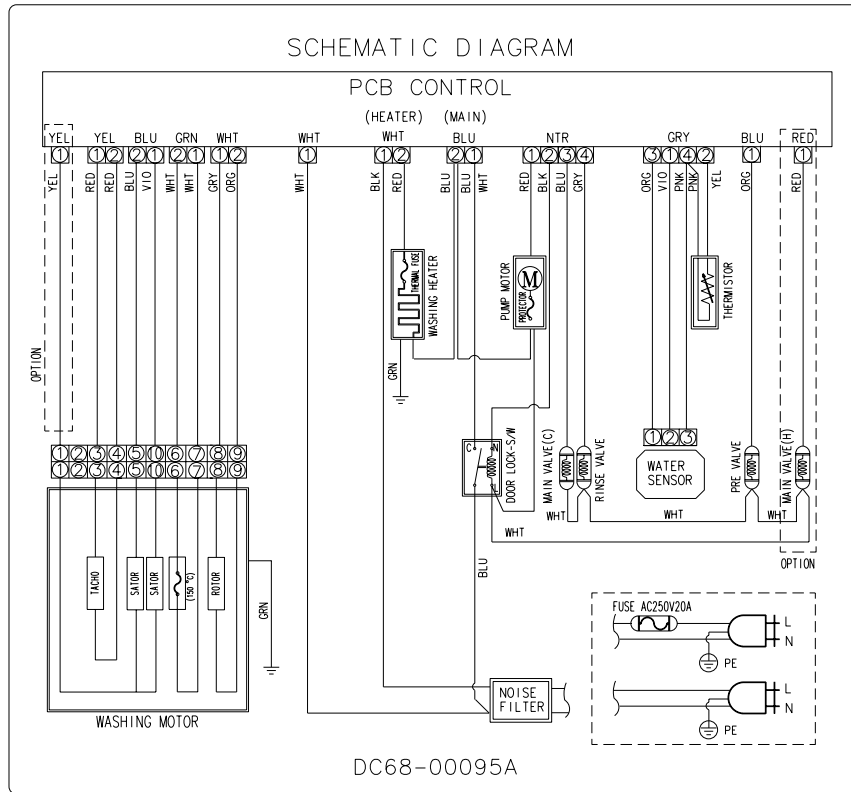 SCHEMATIC DIAGRAM
PCB CONTROL
(HEATER) (MAIN)
YEL YEL BLU GRN WHT WHT WHT BLU NTR GRY BLU RED
1 1 2 2 1 2 1 1 2 1 1 2 2 1 1 2 3 4 3 1 4 2 1 1
YEL RED RED BLU VIO WHT WHT GRY ORG WHT BLK RED BLU BLU WHT RED BLK BLU GRY ORG VIO PNK PNK YEL ORG RED
THERMAL FUSE
WASHING HEATER
PUMP MOTOR
M
PROTECTOR
THERMISTOR
OPTION
GRN
1 2 3 4 5 10 6 7 8 9
1 2 3 4 5 10 6 7 8 9
C N
DOOR LOCK-S/W
MAIN VALVE(C)
RINSE VALVE
1 2 3
WATER
SENSOR
PRE VALVE
MAIN VALVE(H)
WHT WHT WHT
WHT
OPTION
BLU
TACHO
SATOR
SATOR
(150 °C)
ROTOR
GRN
WASHING MOTOR
NOISE
FILTER
FUSE AC250V20A
L
N
PE
L
N
PE
DC68-00095A